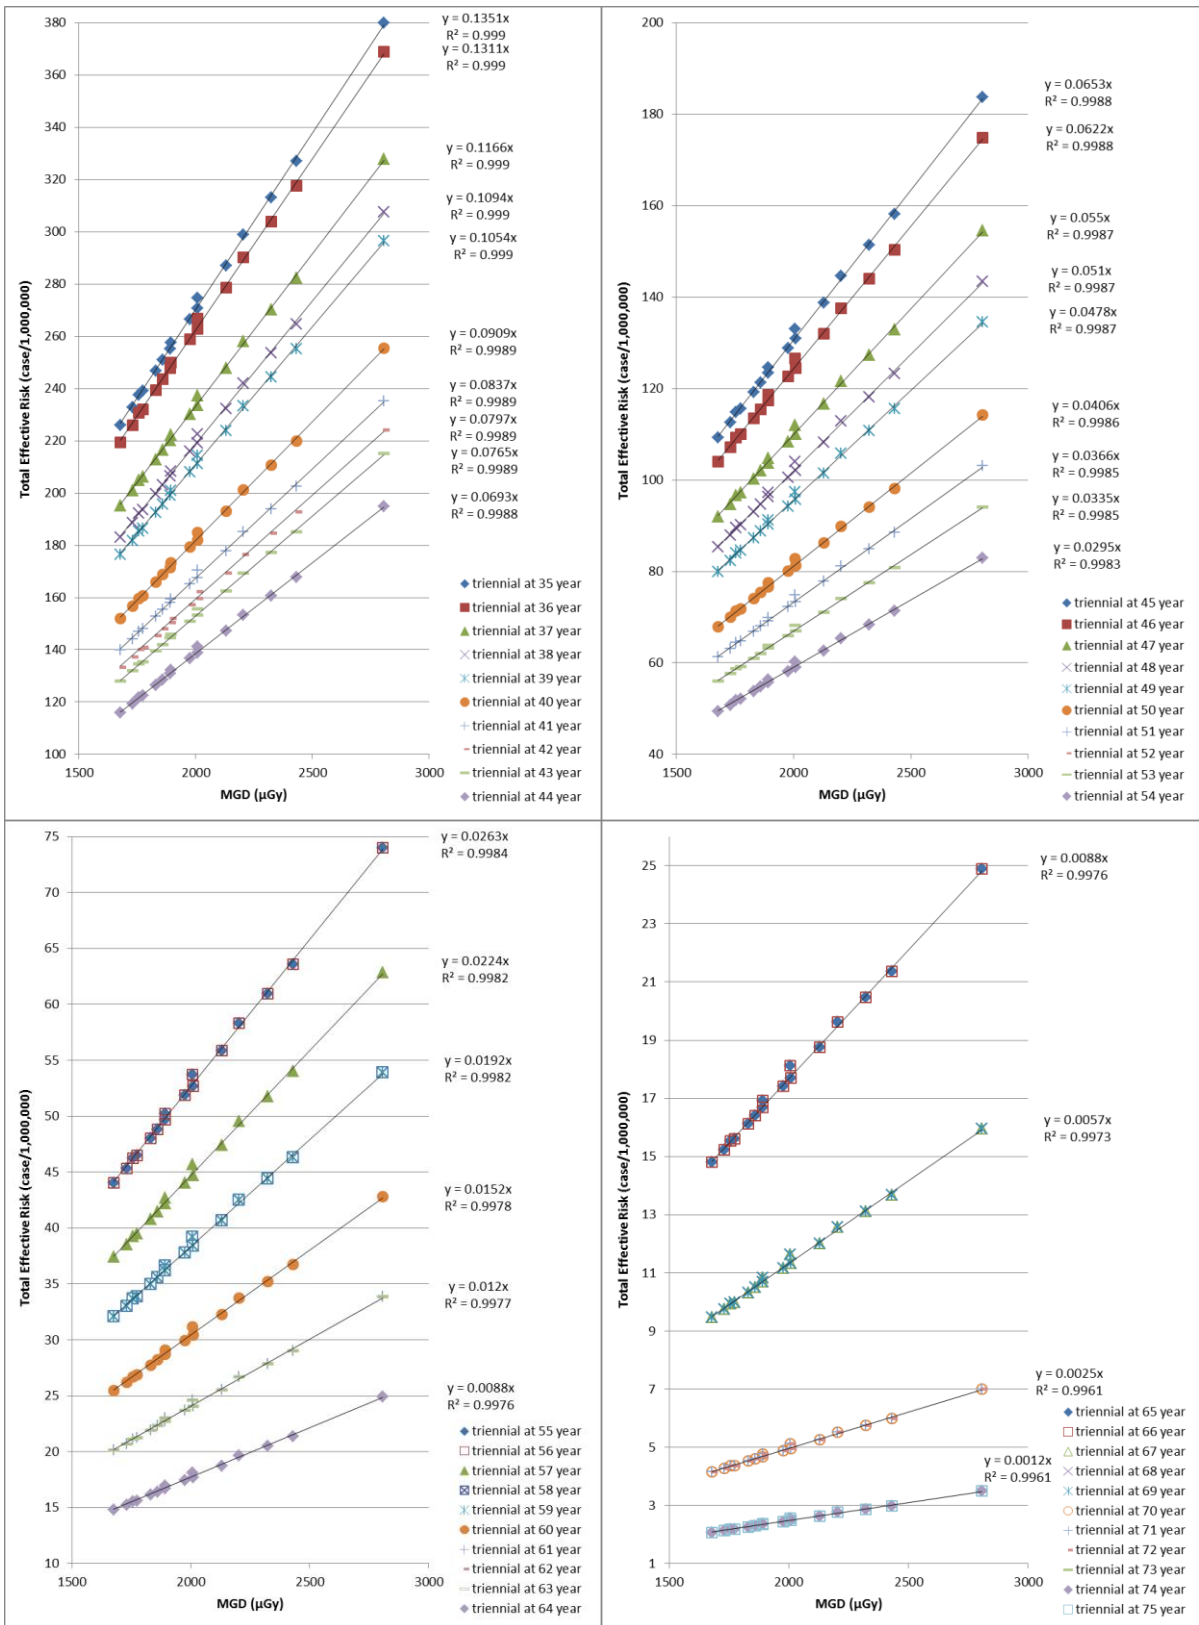 380
360
340
320
300
280
260
240
220
200
180
160
140
120
100
Total Effective Risk (case/1,000,000)
1500
2000
2500
3000
MGD (µGy)
y = 0.1351x
R² = 0.999
y = 0.1311x
R² = 0.999
y = 0.1166x
R² = 0.999
y = 0.1094x
R² = 0.999
y = 0.1054x
R² = 0.999
y = 0.0909x
R² = 0.9989
y = 0.0837x
R² = 0.9989
y = 0.0797x
R² = 0.9989
y = 0.0765x
R² = 0.9989
y = 0.0693x
R² = 0.9988
triennial at 35 year
triennial at 36 year
triennial at 37 year
triennial at 38 year
triennial at 39 year
triennial at 40 year
triennial at 41 year
triennial at 42 year
triennial at 43 year
triennial at 44 year
200
180
160
140
120
100
80
60
40
Total Effective Risk (case/1,000,000)
1500
2000
2500
3000
MGD (µGy)
y = 0.0653x
R² = 0.9988
y = 0.0622x
R² = 0.9988
y = 0.055x
R² = 0.9987
y = 0.051x
R² = 0.9987
y = 0.0478x
R² = 0.9987
y = 0.0406x
R² = 0.9986
y = 0.0366x
R² = 0.9985
y = 0.0335x
R² = 0.9985
y = 0.0295x
R² = 0.9983
triennial at 45 year
triennial at 46 year
triennial at 47 year
triennial at 48 year
triennial at 49 year
triennial at 50 year
triennial at 51 year
triennial at 52 year
triennial at 53 year
triennial at 54 year
75
70
65
60
55
50
45
40
35
30
25
20
15
10
Total Effective Risk (case/1,000,000)
1500
2000
2500
3000
MGD (µGy)
y = 0.0263x
R² = 0.9984
y = 0.0224x
R² = 0.9982
y = 0.0192x
R² = 0.9982
y = 0.0152x
R² = 0.9978
y = 0.012x
R² = 0.9977
y = 0.0088x
R² = 0.9976
triennial at 55 year
triennial at 56 year
triennial at 57 year
triennial at 58 year
triennial at 59 year
triennial at 60 year
triennial at 61 year
triennial at 62 year
triennial at 63 year
triennial at 64 year
25
23
21
19
17
15
13
11
9
7
5
3
1
Total Effective Risk (case/1,000,000)
1500
2000
2500
3000
MGD (µGy)
y = 0.0088x
R² = 0.9976
y = 0.0057x
R² = 0.9973
y = 0.0025x
R² = 0.9961
y = 0.0012x
R² = 0.9961
triennial at 65 year
triennial at 66 year
triennial at 67 year
triennial at 68 year
triennial at 69 year
triennial at 70 year
triennial at 71 year
triennial at 72 year
triennial at 73 year
triennial at 74 year
triennial at 75 year